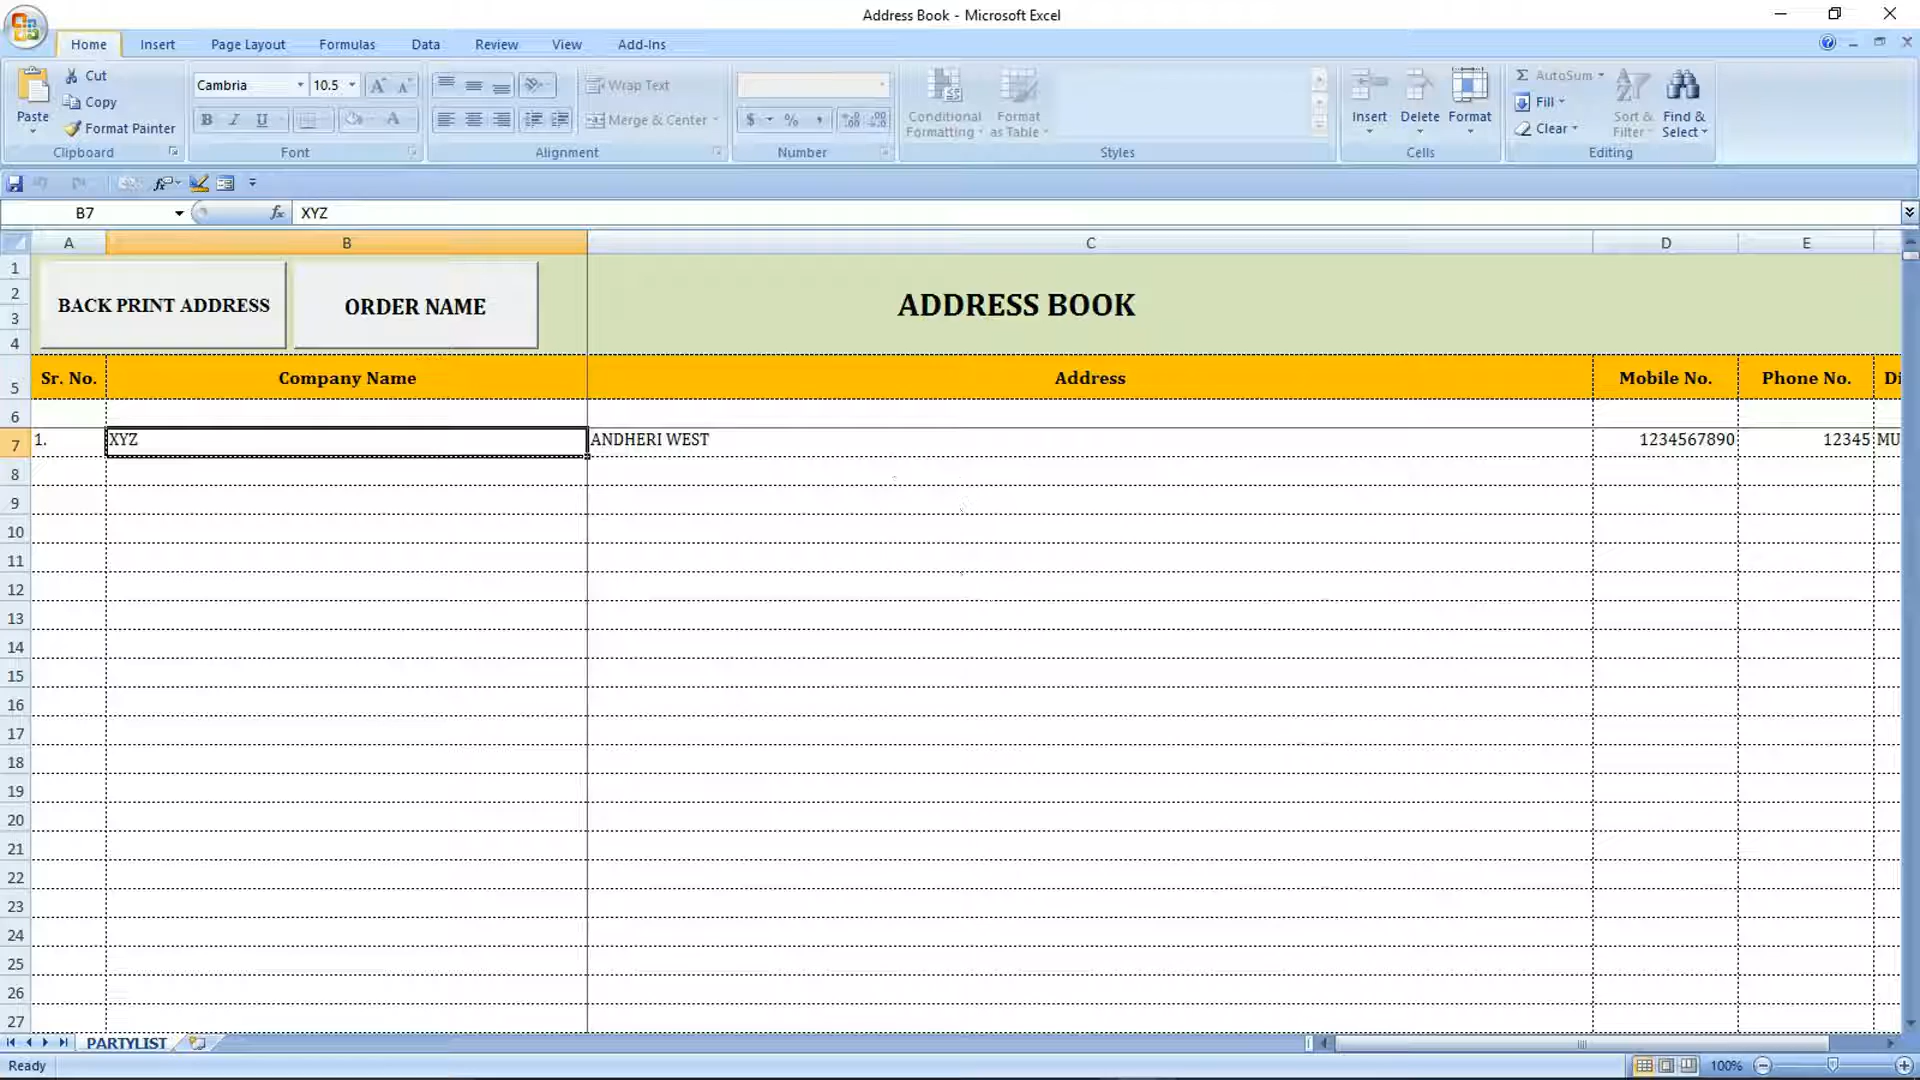 Address Book - Microsoft Excel
Home Insert Page Layout Formulas Data Review View Add-Ins
Paste
Cut
Copy
Format Painter
Clipboard
Cambria 10.5
B I U
Font
Wrap Text
Merge & Center
Alignment
$ % ,
Number
Conditional Formatting
Format as Table
Styles
Insert Delete Format
Cells
Σ AutoSum
Fill
Clear
Sort & Filter
Find & Select
Editing
B7 fx XYZ
A B C D E
1
2
3
4
BACK PRINT ADDRESS ORDER NAME ADDRESS BOOK
5 Sr. No. Company Name Address Mobile No. Phone No. Di
6
7 1. XYZ ANDHERI WEST 1234567890 12345 MU
8
9
10
11
12
13
14
15
16
17
18
19
20
21
22
23
24
25
26
27
PARTYLIST
Ready 100%